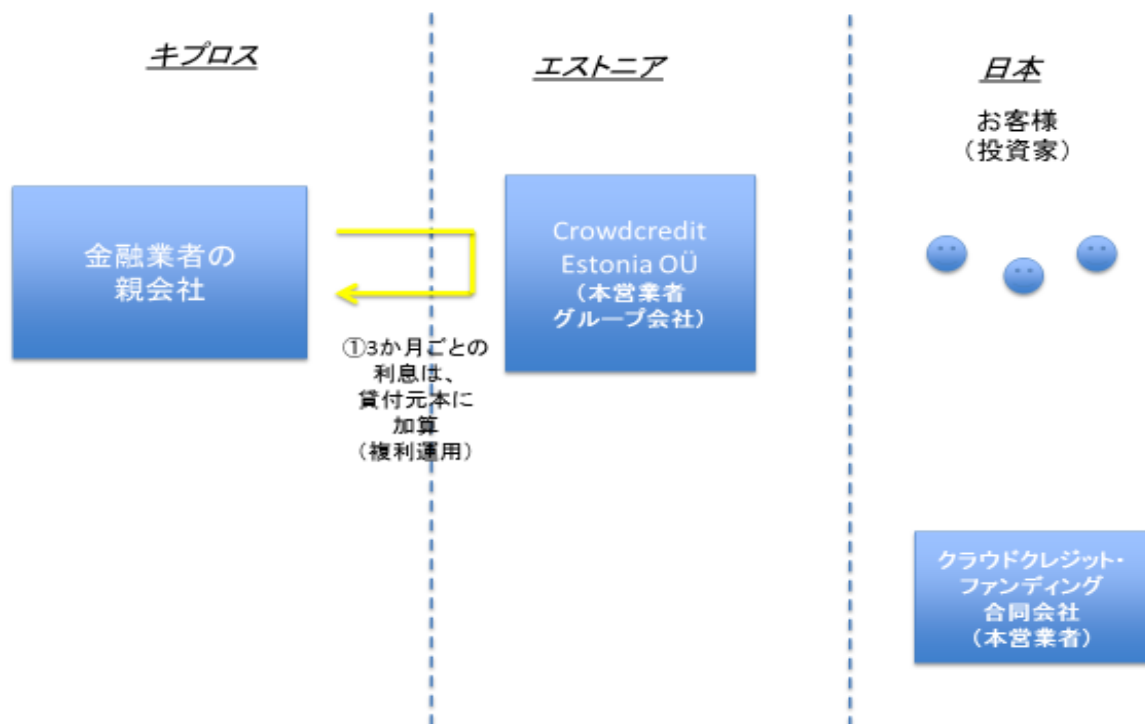 キプロス
エストニア
日本
お客様
（投資家）
金融業者の
親会社
Crowdcredit
Estonia OÜ
（本営業者
グループ会社）
①3か月ごとの
利息は、
貸付元本に
加算
（複利運用）
クラウドクレジット・
ファンディング
合同会社
（本営業者）